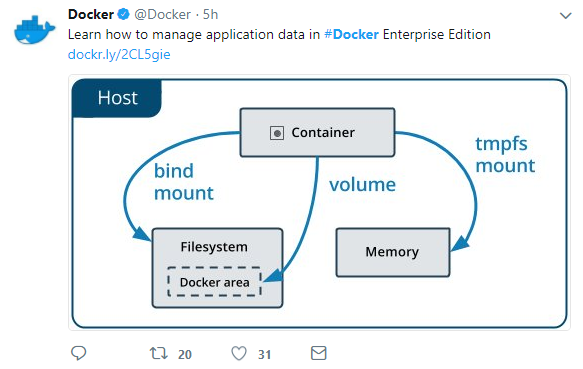 Docker @Docker · 5h
Learn how to manage application data in #Docker Enterprise Edition
dockr.ly/2CL5gie
Host
Container
bind
mount
volume
tmpfs
mount
Filesystem
Docker area
Memory
20 31